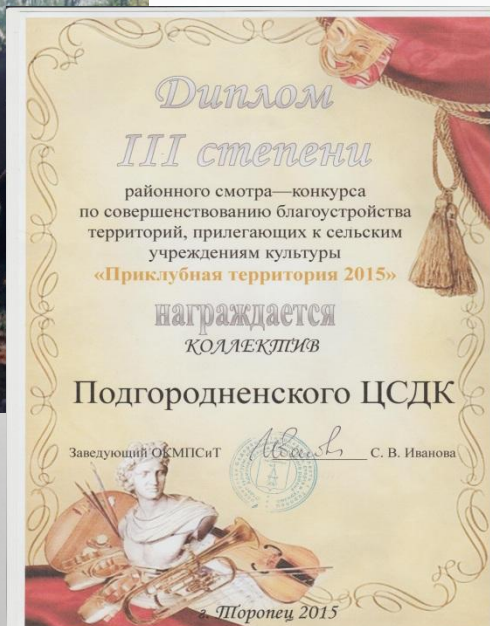 Диплом
III степени
районного смотра—конкурса
по совершенствованию благоустройства
территорий, прилегающих к сельским
учреждениям культуры
«Приклубная территория 2015»
награждается
КОЛЛЕКТИВ
Подгородненского ЦСДК
Заведующий ОКМПСиТ С. В. Иванова
г. Торопец 2015